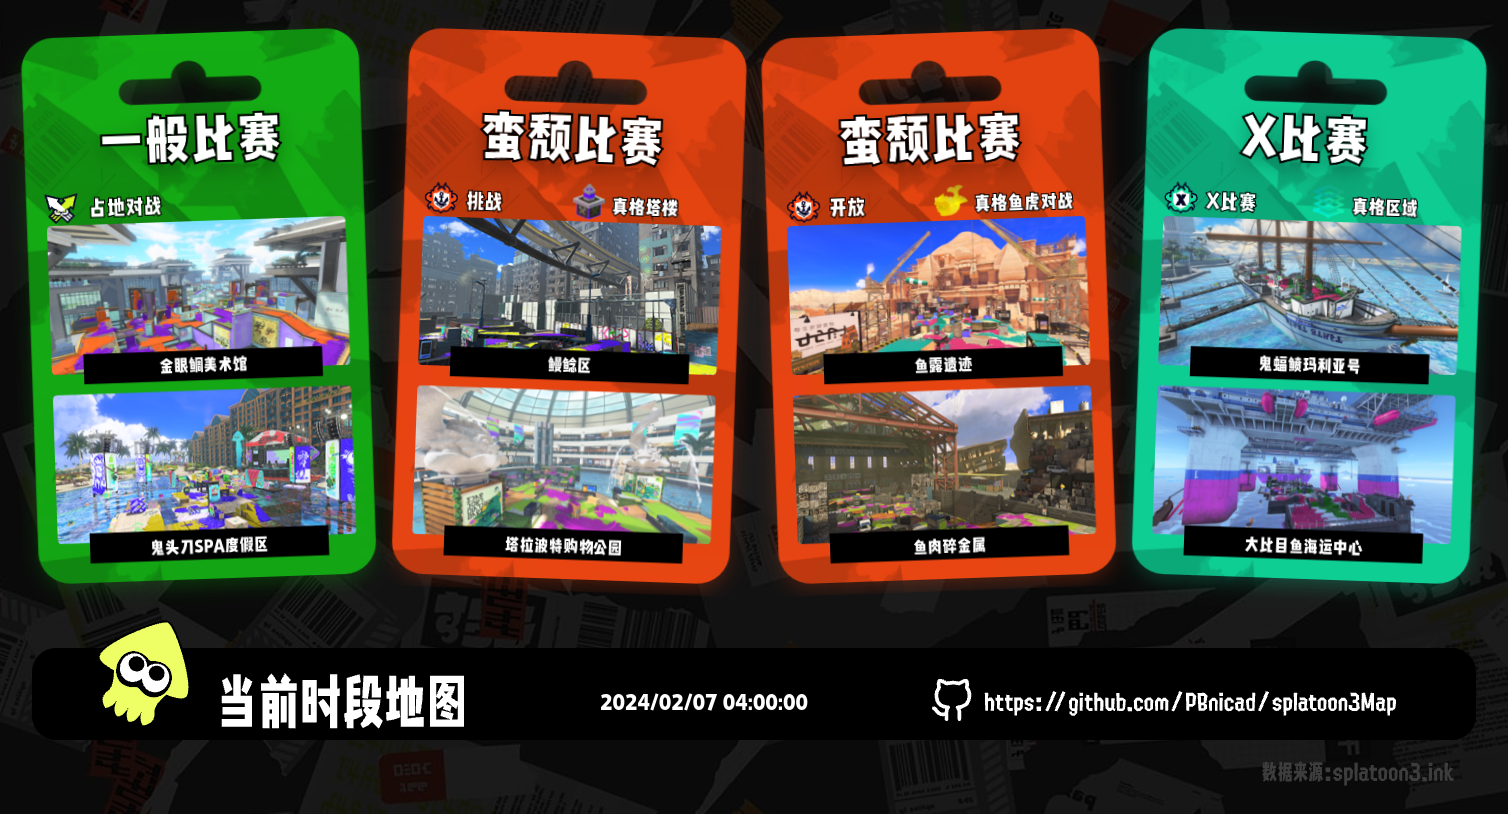 一般比赛
占地对战
金眼鲷美术馆
鬼头刀SPA度假区
蛮颓比赛
挑战
真格塔楼
鳗鲶区
塔拉波特购物公园
蛮颓比赛
开放
真格鱼虎对战
鱼露遗迹
鱼肉碎金属
X比赛
X比赛
真格区域
鬼蝠鲼玛利亚号
大比目鱼海运中心
当前时段地图
2024/02/07 04:00:00
https://github.com/PBnicad/splatoon3Map
数据来源:splatoon3.ink